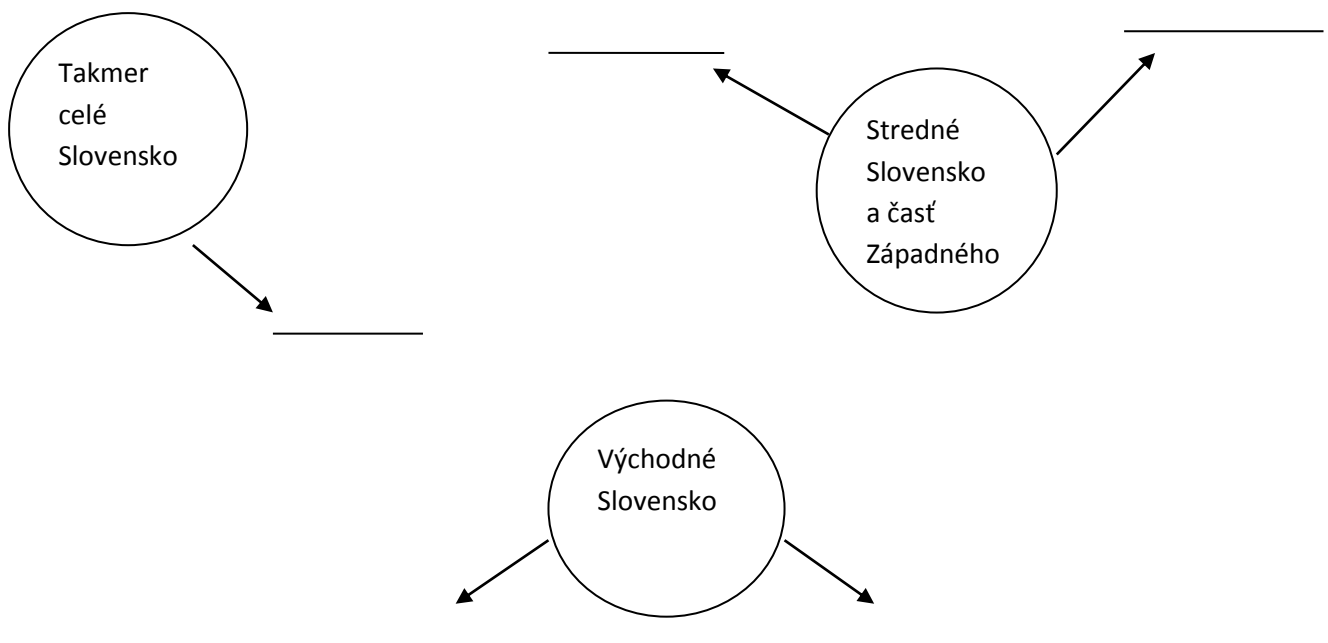 Takmer
celé
Slovensko
Stredné
Slovensko
a časť
Západného
Východné
Slovensko